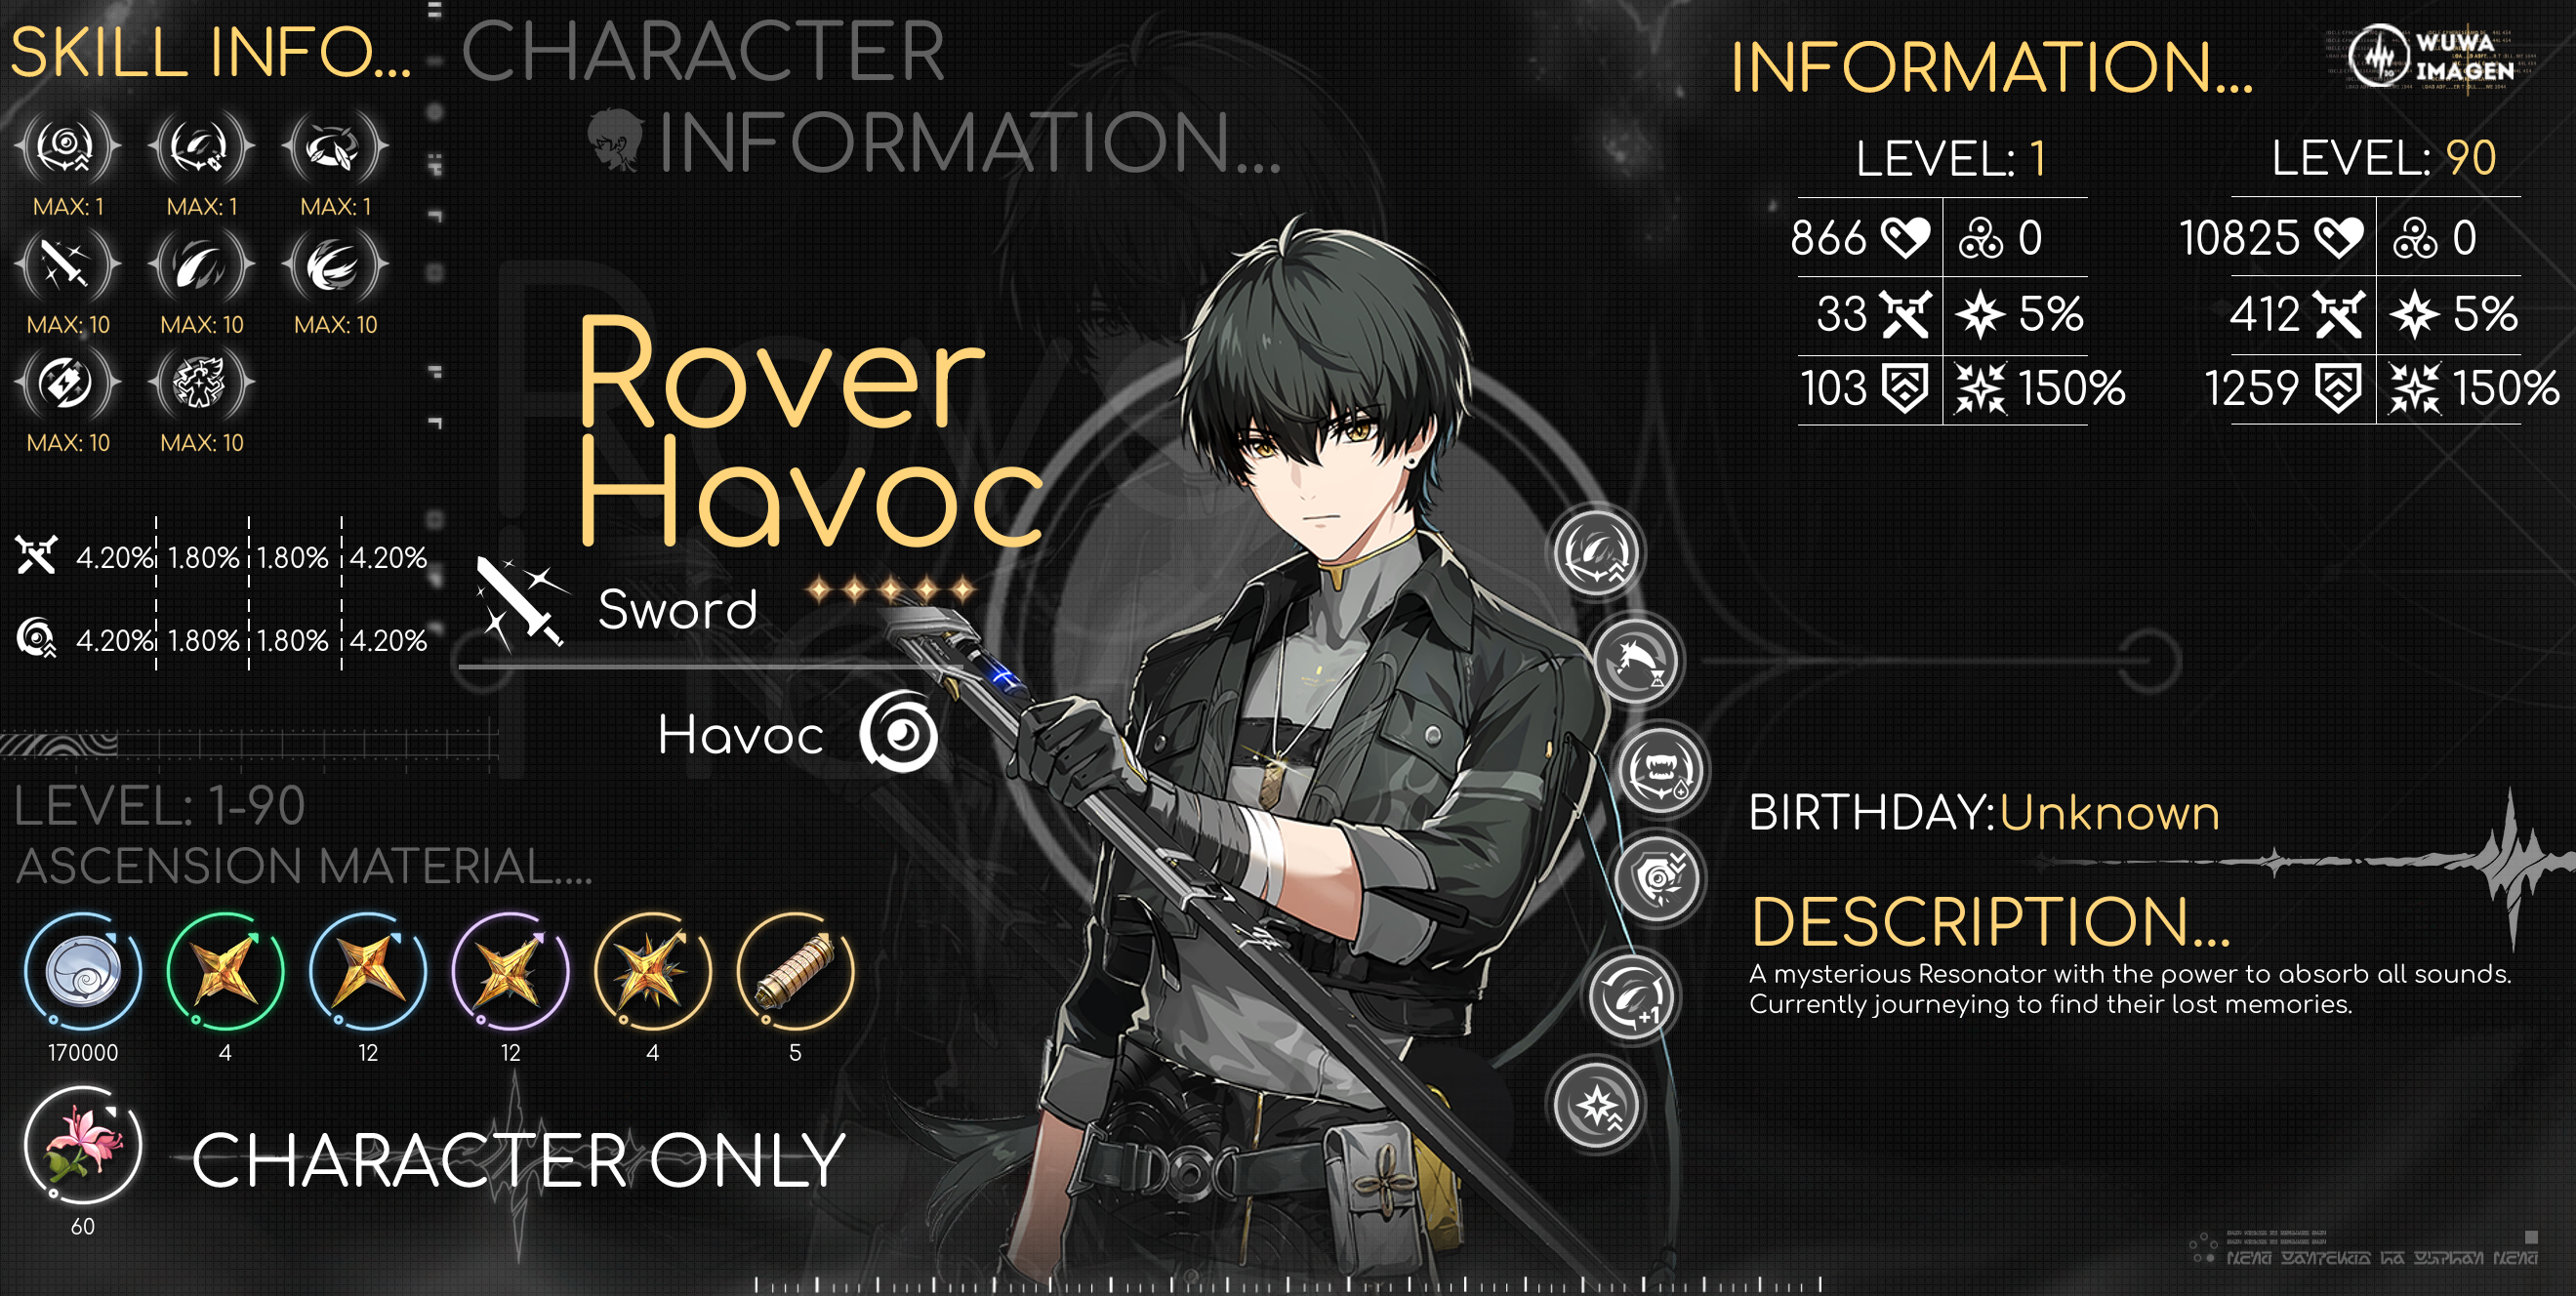 SKILL INFO...
MAX: 1
MAX: 1
MAX: 1
MAX: 10
MAX: 10
MAX: 10
MAX: 10
MAX: 10
4.20% 1.80% 1.80% 4.20%
4.20% 1.80% 1.80% 4.20%
LEVEL: 1-90
ASCENSION MATERIAL....
170000
4
12
12
4
5
60
CHARACTER ONLY
CHARACTER
INFORMATION...
Rover
Havoc
Sword
Havoc
+1
INFORMATION...
WUWA
IMAGEN
LEVEL: 1
866 0
33 5%
103 150%
LEVEL: 90
10825 0
412 5%
1259 150%
BIRTHDAY:Unknown
DESCRIPTION...
A mysterious Resonator with the power to absorb all sounds.
Currently journeying to find their lost memories.